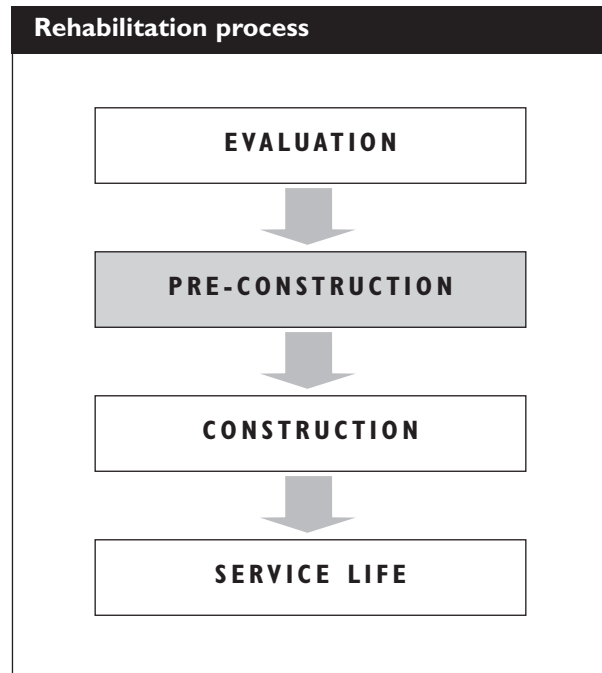 Rehabilitation process
EVALUATION
PRE-CONSTRUCTION
CONSTRUCTION
SERVICE LIFE